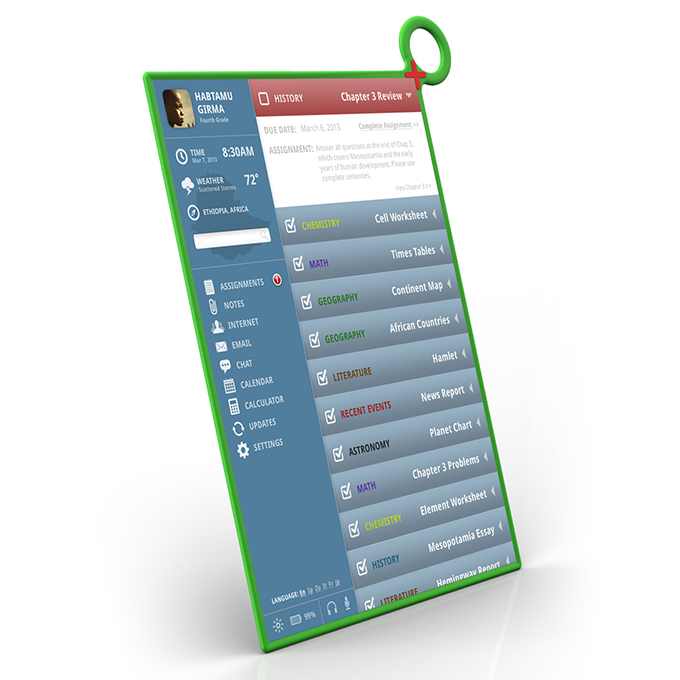 HABTAMU
GIRMA
Fourth Grade
TIME
Mar 7, 2013
8:30AM
WEATHER
Scattered Storms
72°
ETHIOPIA, AFRICA
ASSIGNMENTS
NOTES
INTERNET
EMAIL
CHAT
CALENDAR
CALCULATOR
UPDATES
SETTINGS
LANGUAGE: En Sp Zu It Fr
99%
HISTORY Chapter 3 Review
DUE DATE: March 6, 2013 Complete Assignment >>
ASSIGNMENT: Answer all questions at the end of Chap 3,
which covers Mesopotamia and the early
years of human development. Please use
complete sentences.
View Chapter 3 >>
CHEMISTRY Cell Worksheet
MATH Times Tables
GEOGRAPHY Continent Map
GEOGRAPHY African Countries
LITERATURE Hamlet
RECENT EVENTS News Report
ASTRONOMY Planet Chart
MATH Chapter 3 Problems
CHEMISTRY Element Worksheet
HISTORY Mesopotamia Essay
LITERATURE Hemingway Report